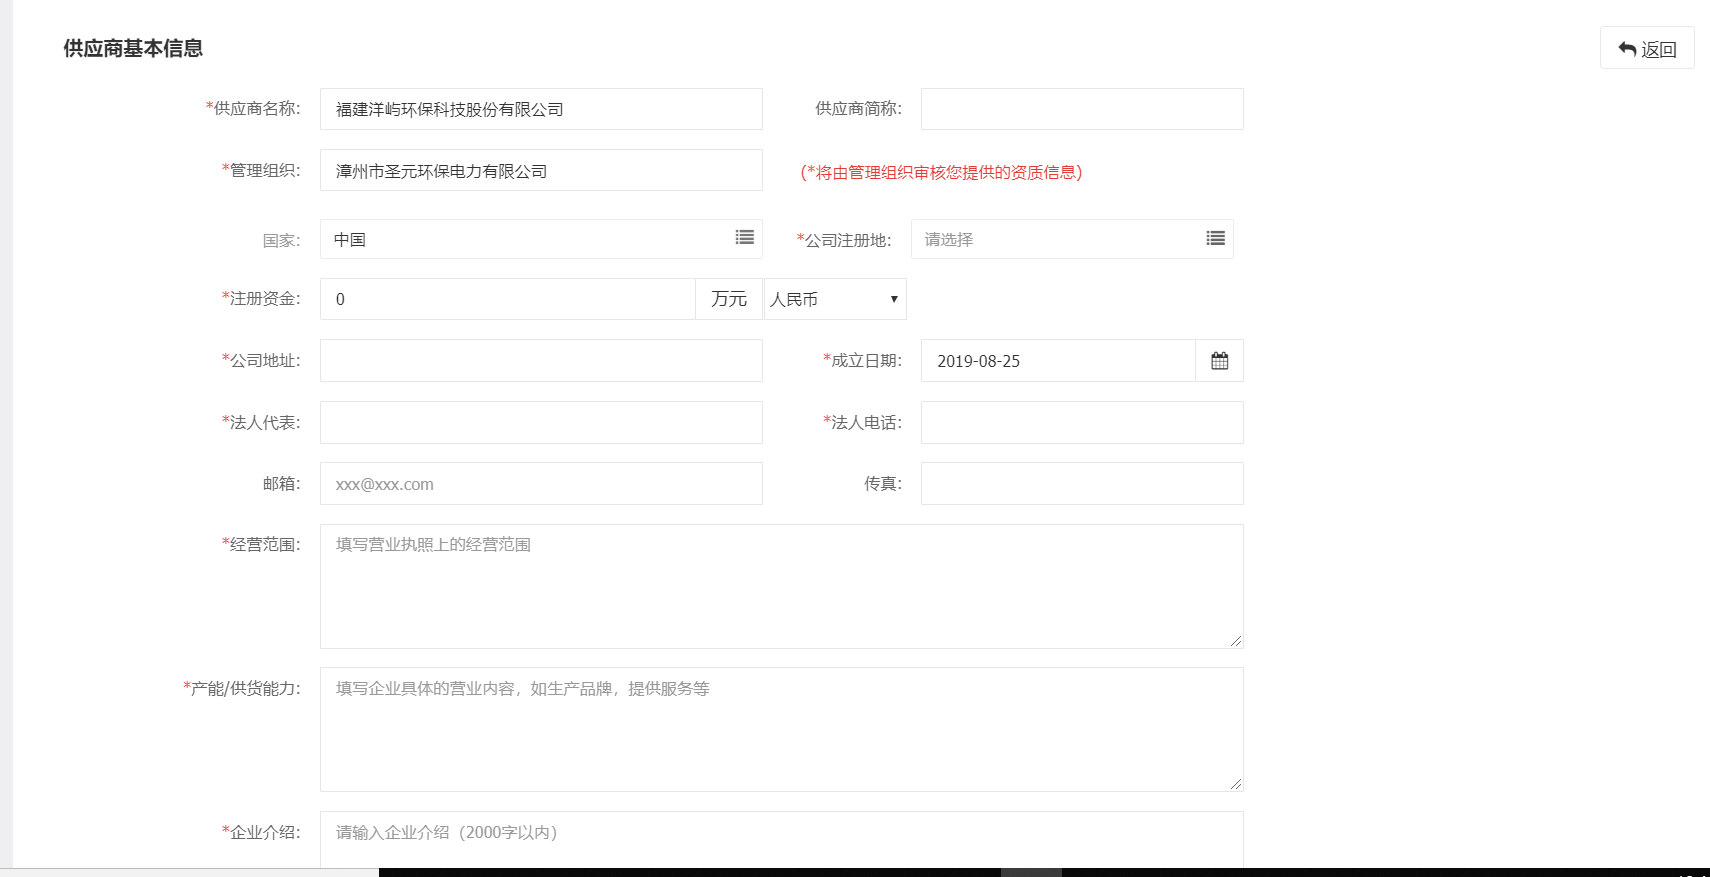 供应商基本信息
返回
*供应商名称: 福建洋屿环保科技股份有限公司 供应商简称:
*管理组织: 漳州市圣元环保电力有限公司 (*将由管理组织审核您提供的资质信息)
国家: 中国 *公司注册地: 请选择
*注册资金: 0 万元 人民币
*公司地址: *成立日期: 2019-08-25
*法人代表: *法人电话:
邮箱: xxx@xxx.com 传真:
*经营范围: 填写营业执照上的经营范围
*产能/供货能力: 填写企业具体的营业内容，如生产品牌，提供服务等
*企业介绍: 请输入企业介绍（2000字以内）